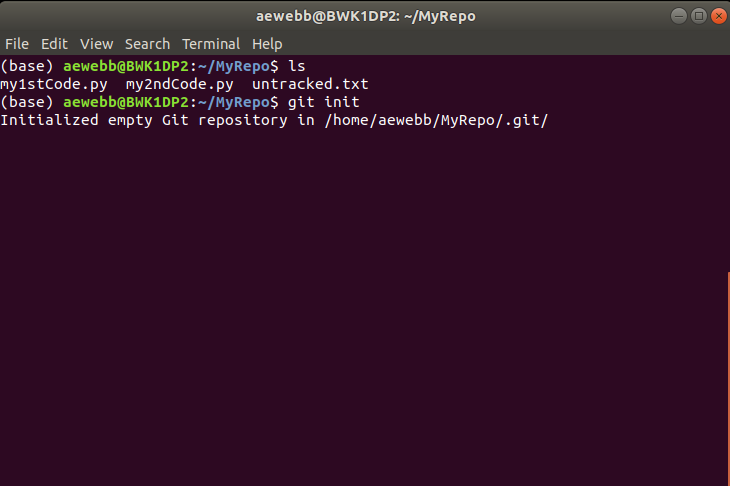 aewebb@BWK1DP2: ~/MyRepo
File Edit View Search Terminal Help
(base) aewebb@BWK1DP2:~/MyRepo$ ls
my1stCode.py  my2ndCode.py  untracked.txt
(base) aewebb@BWK1DP2:~/MyRepo$ git init
Initialized empty Git repository in /home/aewebb/MyRepo/.git/